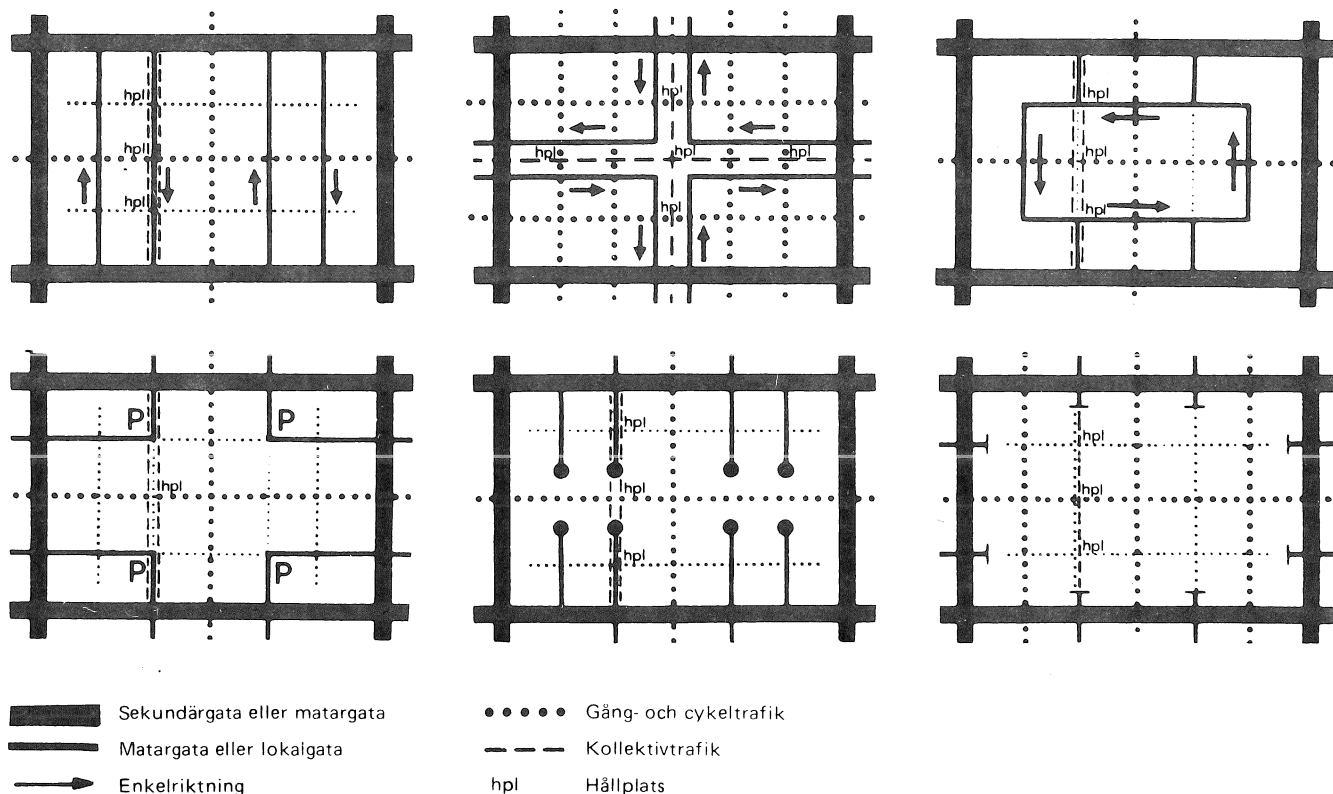 hpl
hpl
hpl
hpl
hpl
hpl
hpl
hpl
hpl
hpl
hpl
P
P
hpl
P
P
hpl
hpl
hpl
hpl
hpl
hpl
Sekundärgata eller matargata
Matargata eller lokalgata
Enkelriktning
Gång- och cykeltrafik
Kollektivtrafik
hpl Hållplats